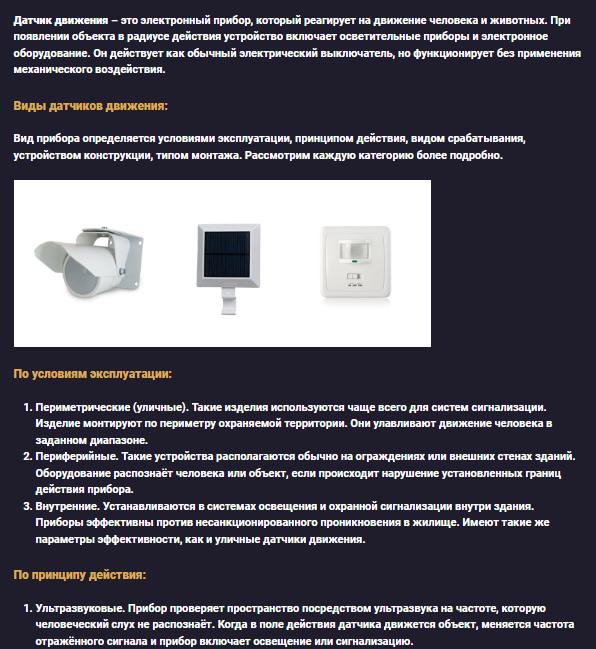 Датчик движения – это электронный прибор, который реагирует на движение человека и животных. При
появлении объекта в радиусе действия устройство включает осветительные приборы и электронное
оборудование. Он действует как обычный электрический выключатель, но функционирует без применения
механического воздействия.
Виды датчиков движения:
Вид прибора определяется условиями эксплуатации, принципом действия, видом срабатывания,
устройством конструкции, типом монтажа. Рассмотрим каждую категорию более подробно.
По условиям эксплуатации:
1. Периметрические (уличные). Такие изделия используются чаще всего для систем сигнализации.
Изделие монтируют по периметру охраняемой территории. Они улавливают движение человека в
заданном диапазоне.
2. Периферийные. Такие устройства располагаются обычно на ограждениях или внешних стенах зданий.
Оборудование распознаёт человека или объект, если происходит нарушение установленных границ
действия прибора.
3. Внутренние. Устанавливаются в системах освещения и охранной сигнализации внутри здания.
Приборы эффективны против несанкционированного проникновения в жилище. Имеют такие же
параметры эффективности, как и уличные датчики движения.
По принципу действия:
1. Ультразвуковые. Прибор проверяет пространство посредством ультразвука на частоте, которую
человеческий слух не распознаёт. Когда в поле действия датчика движется объект, меняется частота
отражённого сигнала и прибор включает освещение или сигнализацию.